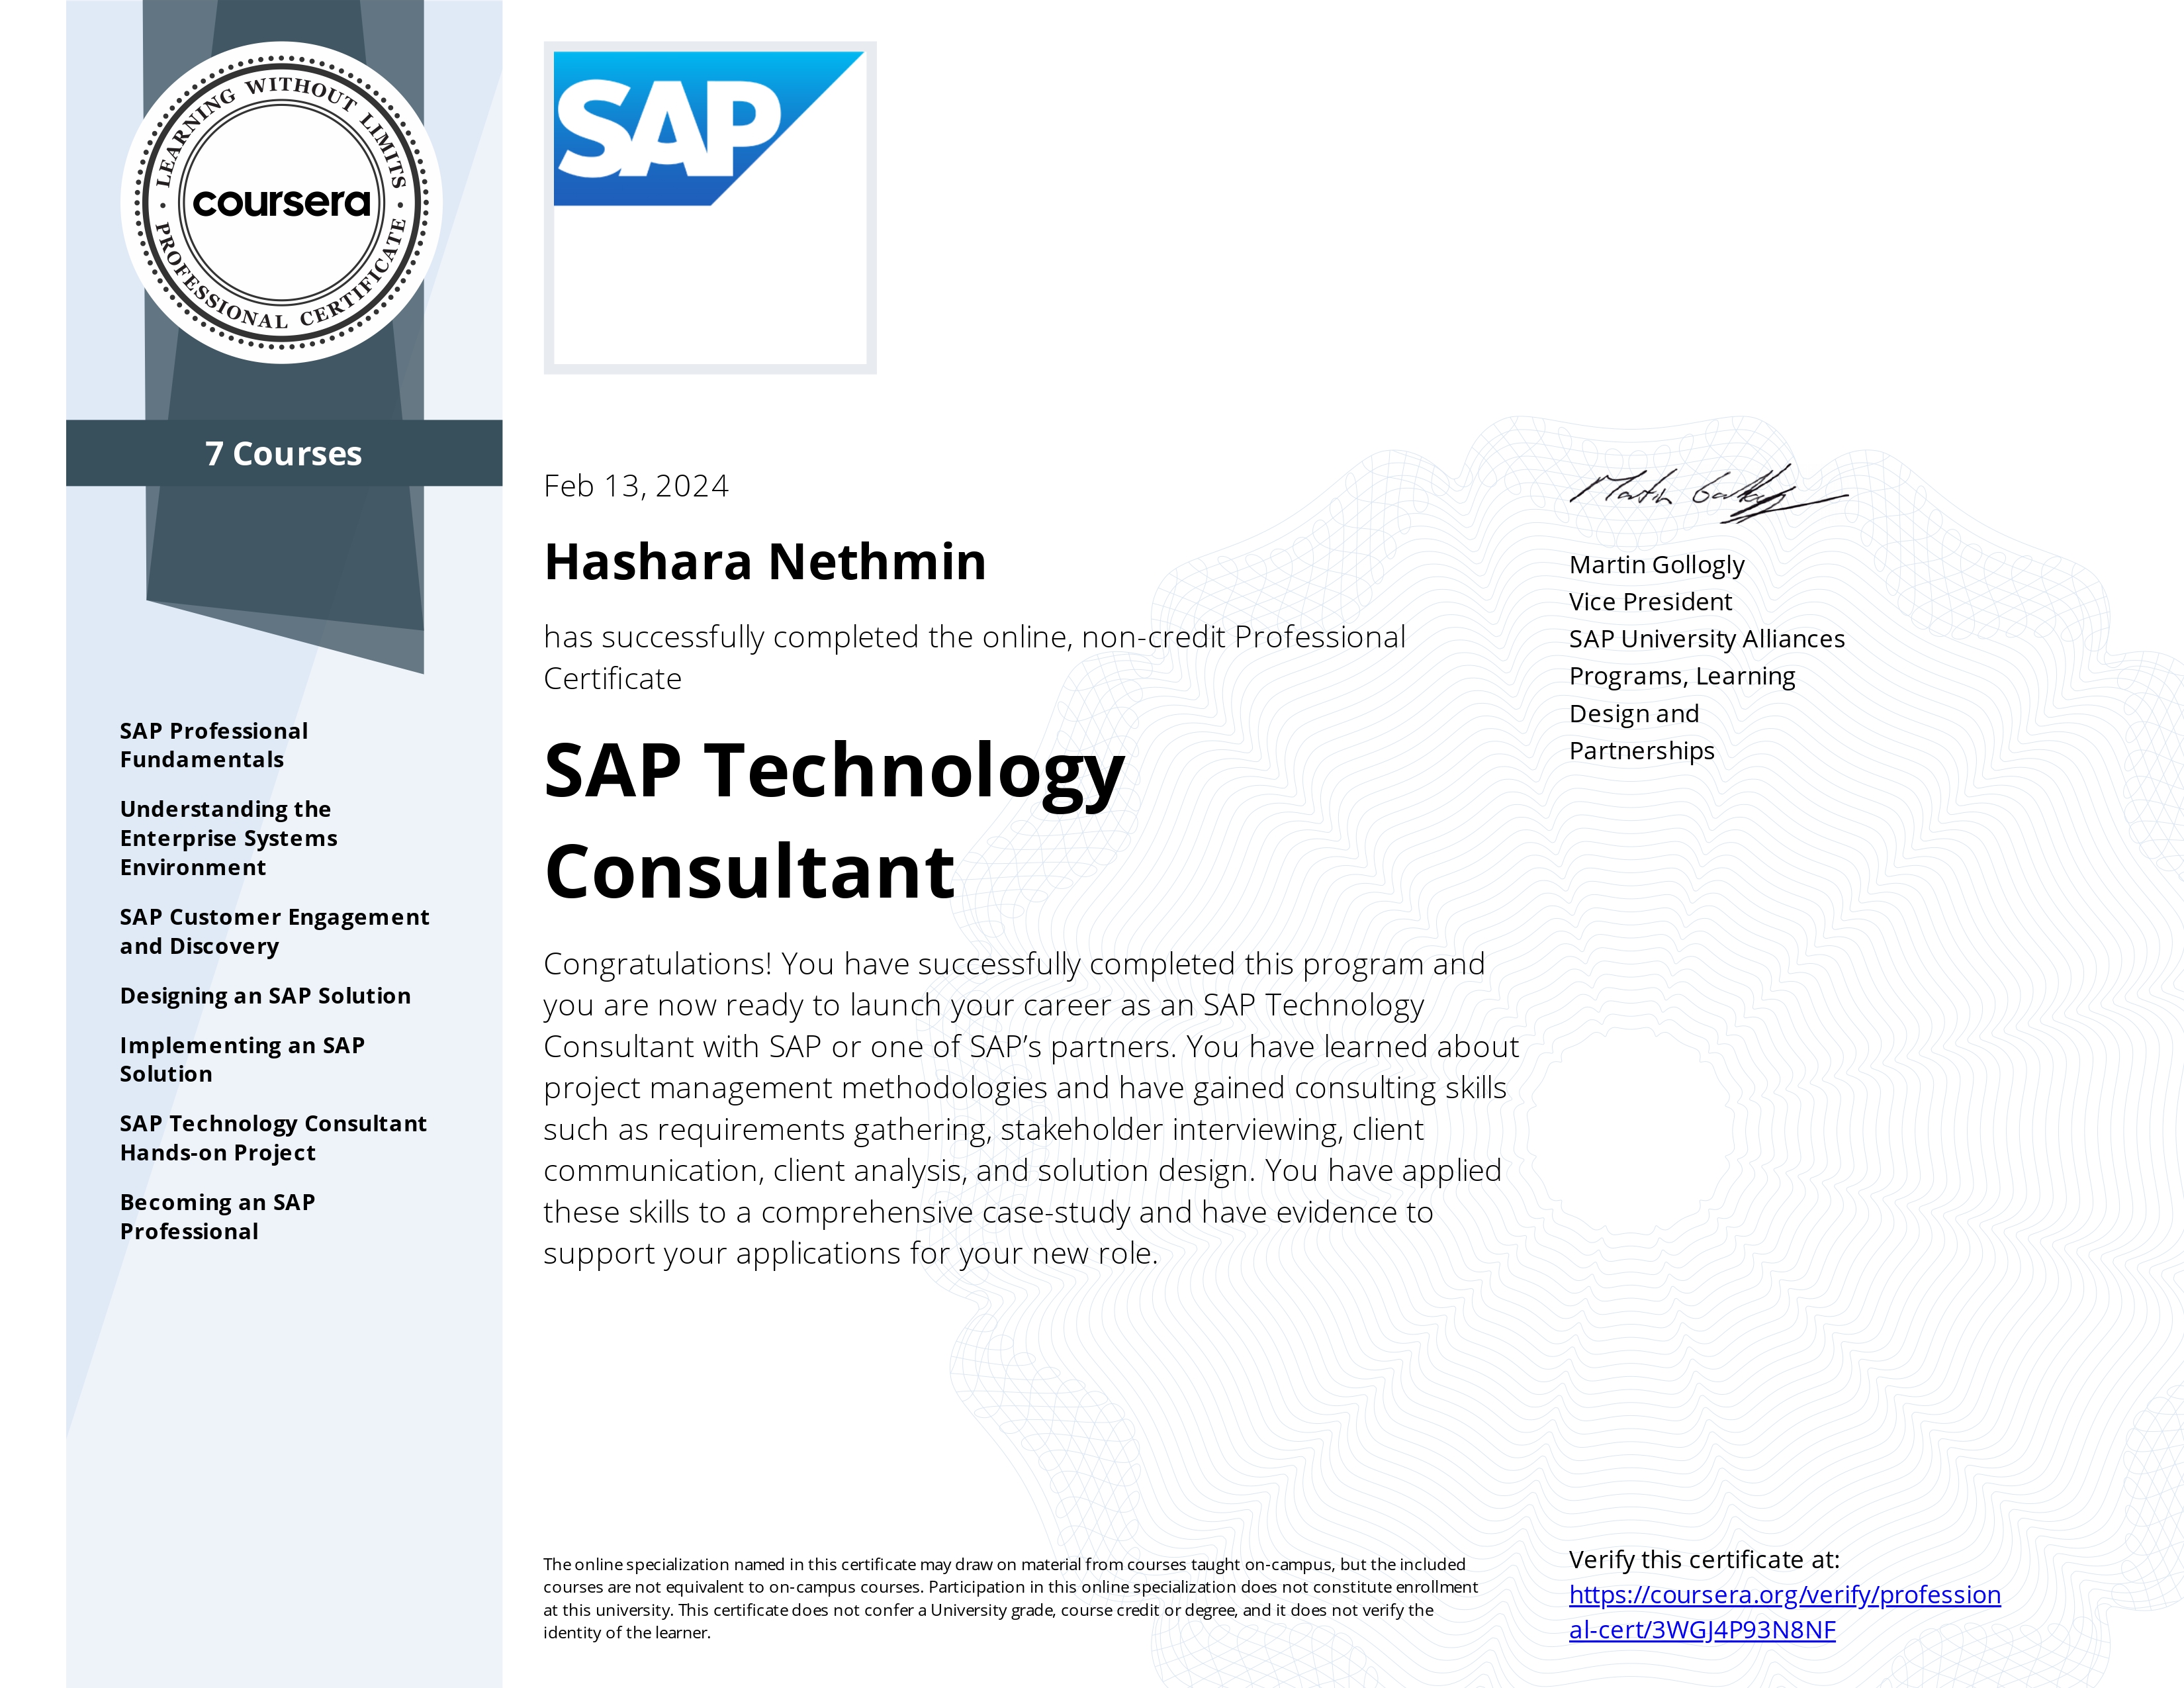 LEARNING WITHOUT LIMITS
coursera
PROFESSIONAL CERTIFICATE
7 Courses
SAP Professional
Fundamentals
Understanding the
Enterprise Systems
Environment
SAP Customer Engagement
and Discovery
Designing an SAP Solution
Implementing an SAP
Solution
SAP Technology Consultant
Hands-on Project
Becoming an SAP
Professional
SAP
Feb 13, 2024
Hashara Nethmin
has successfully completed the online, non-credit Professional
Certificate
SAP Technology
Consultant
Congratulations! You have successfully completed this program and
you are now ready to launch your career as an SAP Technology
Consultant with SAP or one of SAP’s partners. You have learned about
project management methodologies and have gained consulting skills
such as requirements gathering, stakeholder interviewing, client
communication, client analysis, and solution design. You have applied
these skills to a comprehensive case-study and have evidence to
support your applications for your new role.
Martin Gollogly
Martin Gollogly
Vice President
SAP University Alliances
Programs, Learning
Design and
Partnerships
The online specialization named in this certificate may draw on material from courses taught on-campus, but the included
courses are not equivalent to on-campus courses. Participation in this online specialization does not constitute enrollment
at this university. This certificate does not confer a University grade, course credit or degree, and it does not verify the
identity of the learner.
Verify this certificate at:
https://coursera.org/verify/profession
al-cert/3WGJ4P93N8NF